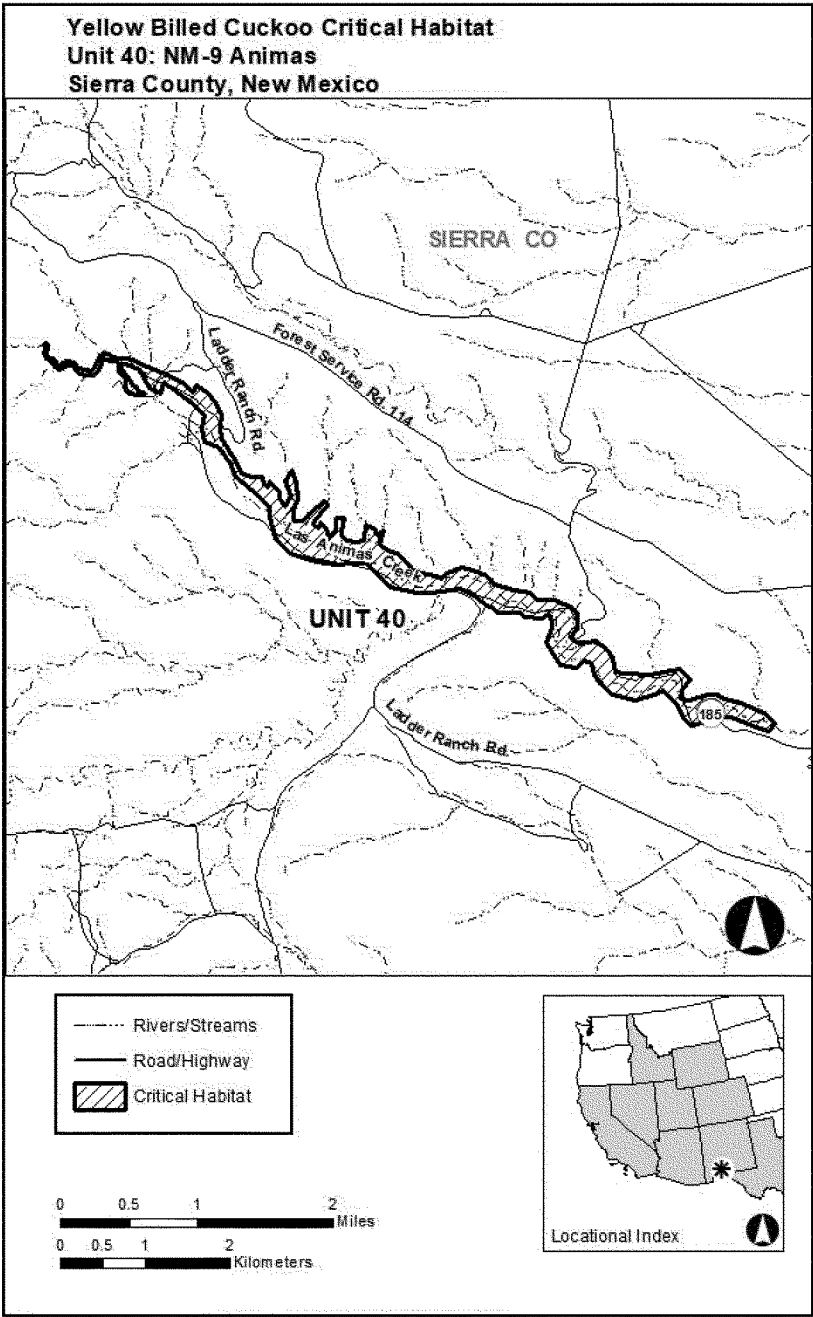 Yellow Billed Cuckoo Critical Habitat
Unit 40: NM-9 Animas
Sierra County, New Mexico
SIERRA CO
Forest Service Rd. 114
Ladder Ranch Rd.
Las Animas Creek
UNIT 40
185
Ladder Ranch Rd.
Rivers/Streams
Road/Highway
Critical Habitat
0 0.5 1 2
Miles
0 0.5 1 2
Kilometers
Locational Index